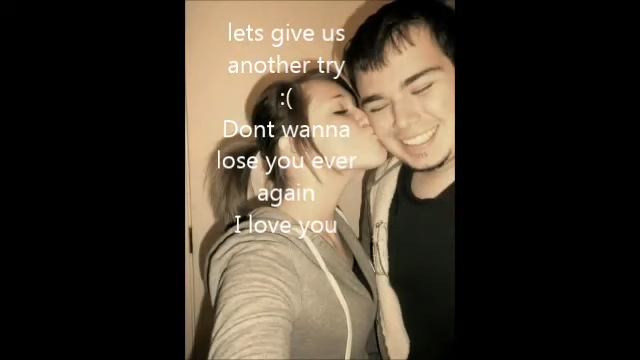 lets give us
another try
:(
Dont wanna
lose you ever
again
I love you